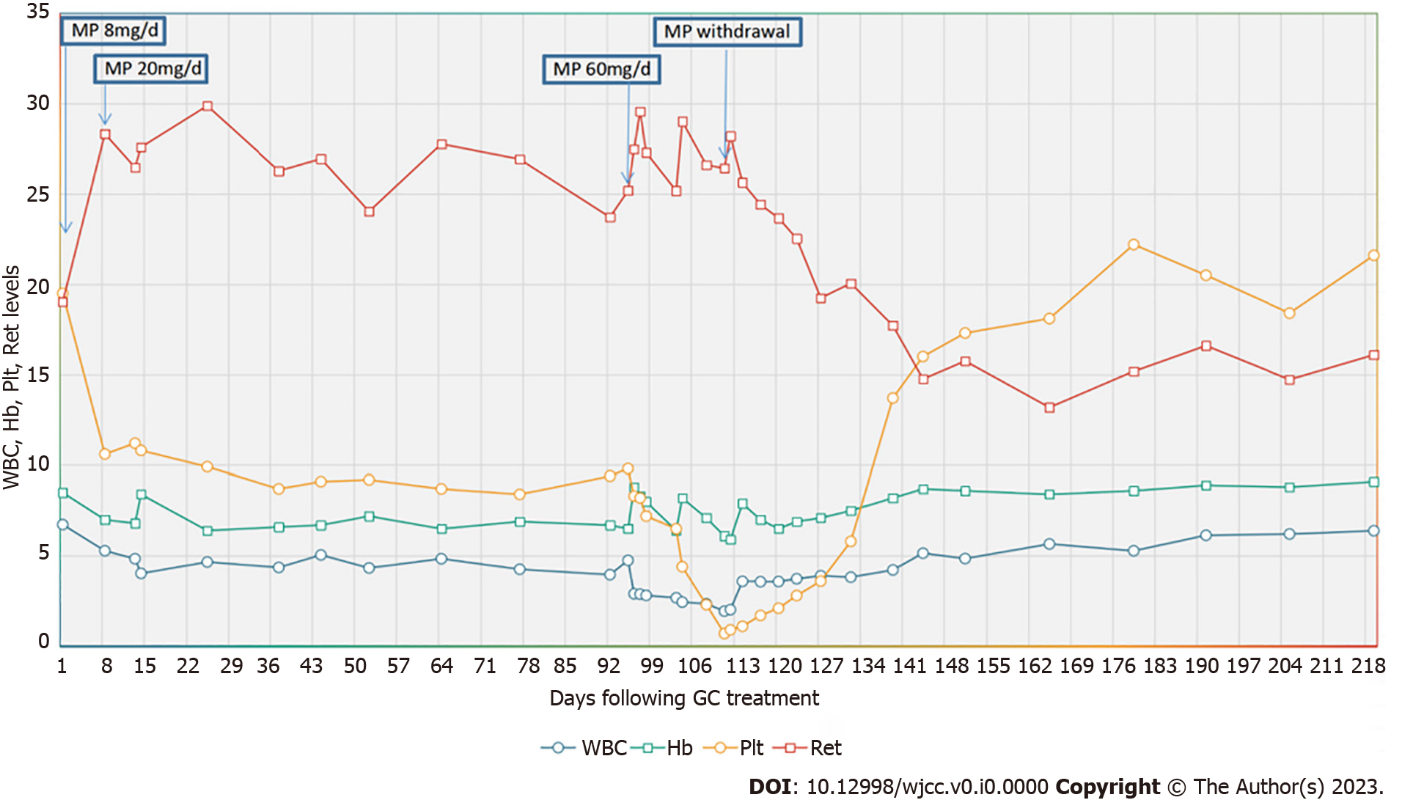 35
MP 8mg/d
MP withdrawal
MP 20mg/d
MP 60mg/d
30
25
20
15
10
5
0
WBC, Hb, Plt, Ret levels
1 8 15 22 29 36 43 50 57 64 71 78 85 92 99 106 113 120 127 134 141 148 155 162 169 176 183 190 197 204 211 218
Days following GC treatment
WBC Hb Plt Ret
DOI: 10.12998/wjcc.v0.i0.0000 Copyright © The Author(s) 2023.